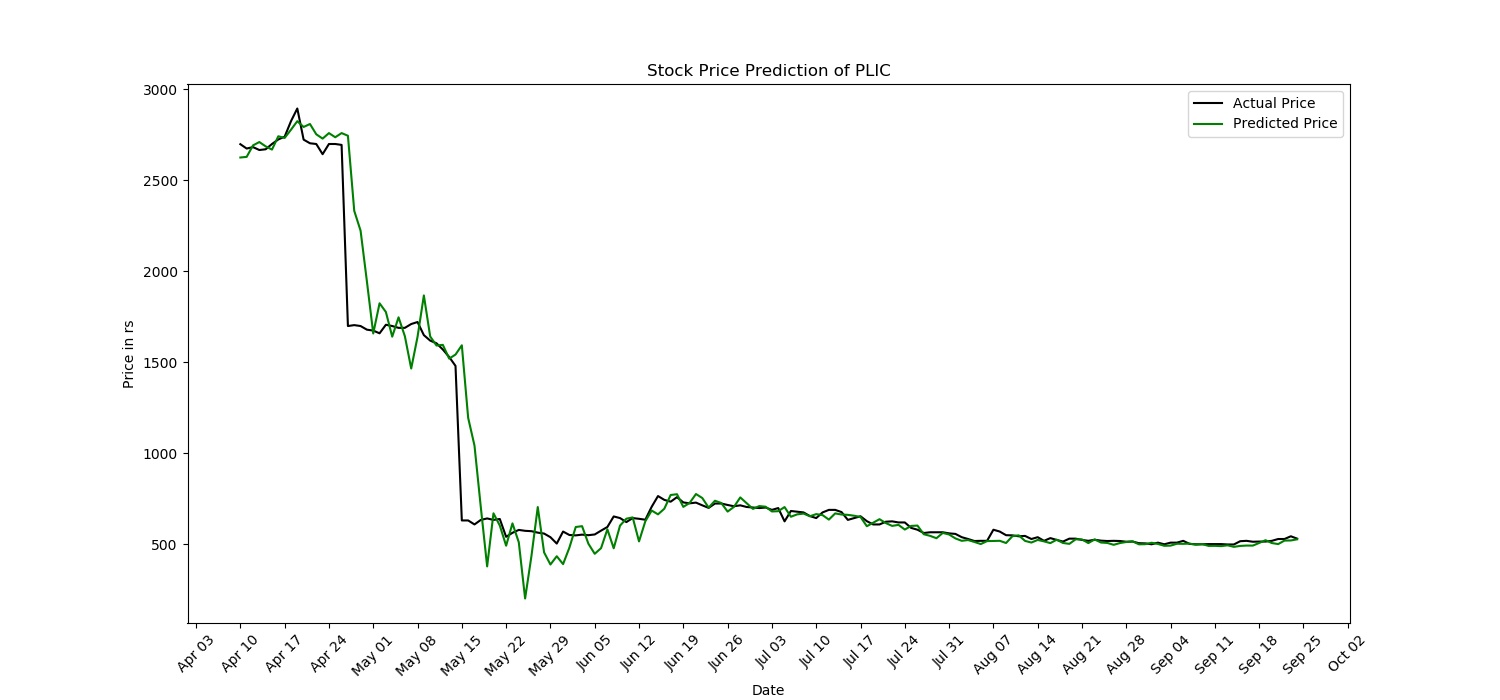 Stock Price Prediction of PLIC
Actual Price
Predicted Price
3000
2500
2000
1500
1000
500
Price in rs
Apr 03
Apr 10
Apr 17
Apr 24
May 01
May 08
May 15
May 22
May 29
Jun 05
Jun 12
Jun 19
Jun 26
Jul 03
Jul 10
Jul 17
Jul 24
Jul 31
Aug 07
Aug 14
Aug 21
Aug 28
Sep 04
Sep 11
Sep 18
Sep 25
Oct 02
Date